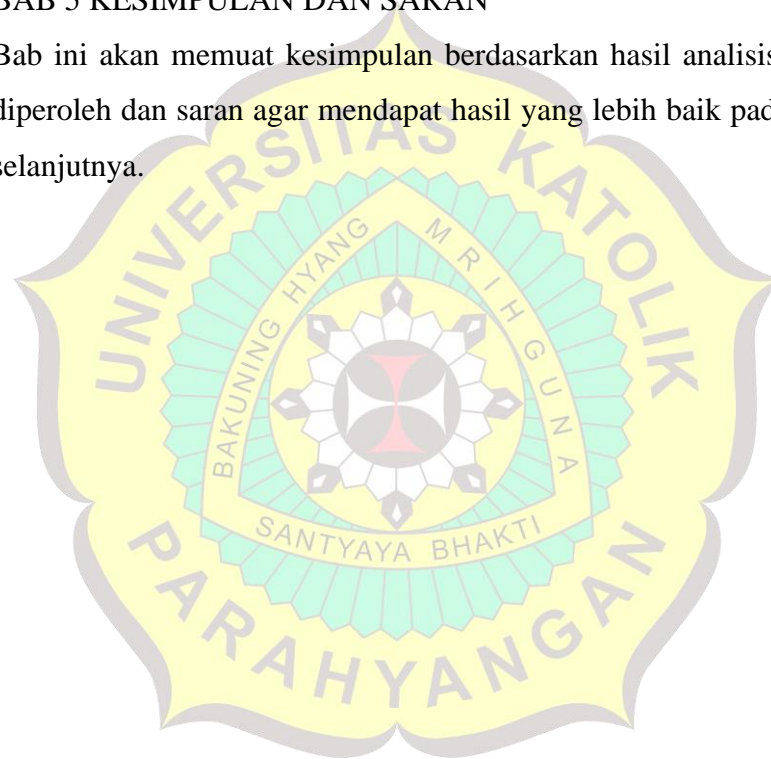 BAB 5 KESIMPULAN DAN SARAN
Bab ini akan memuat kesimpulan berdasarkan hasil analisis
diperoleh dan saran agar mendapat hasil yang lebih baik pad
selanjutnya.
UNIVERSITAS KATOLIK
BAKUNING HYANG MRIHGUNA
SANTYAYA BHAKTI
PARAHYANGAN